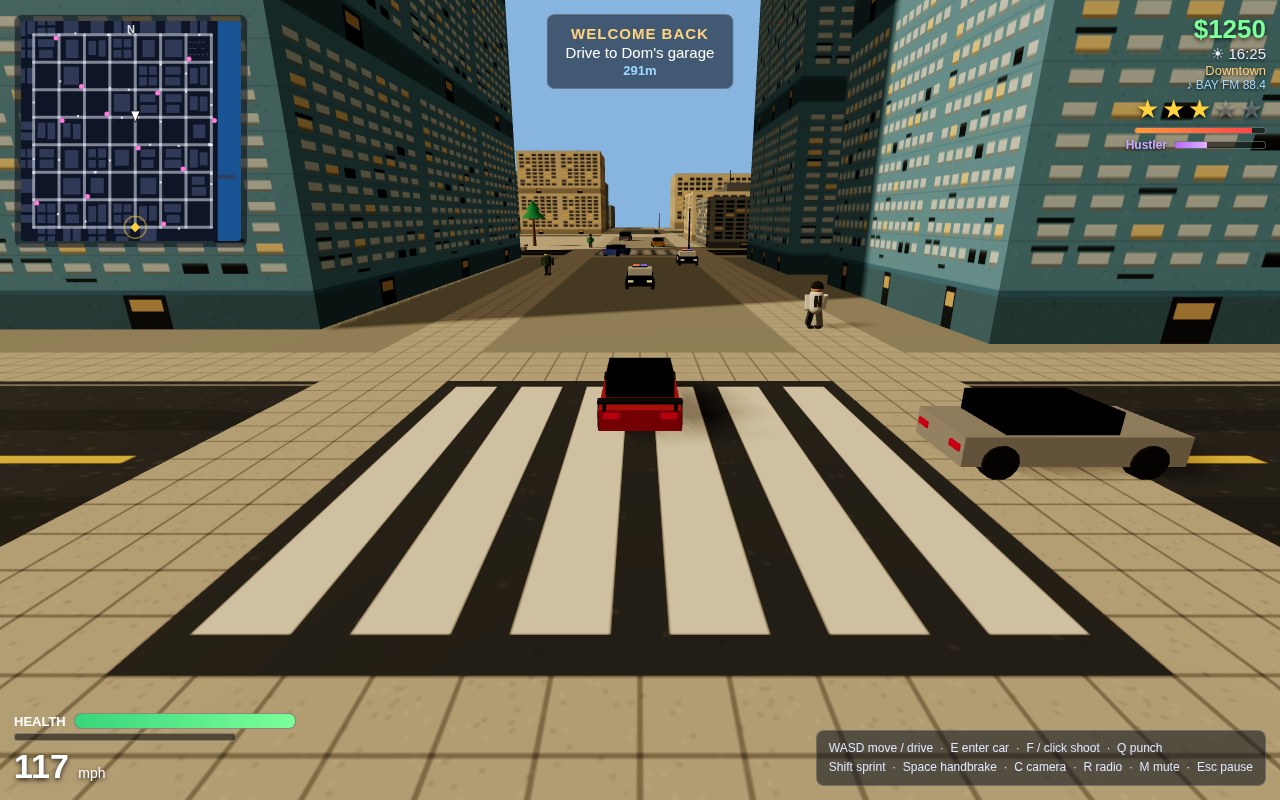 N
WELCOME BACK
Drive to Dom's garage
291m
$1250
☀ 16:25
Downtown
♪ BAY FM 88.4
★★★★★
Hustler
HEALTH
117 mph
WASD move / drive · E enter car · F / click shoot · Q punch
Shift sprint · Space handbrake · C camera · R radio · M mute · Esc pause